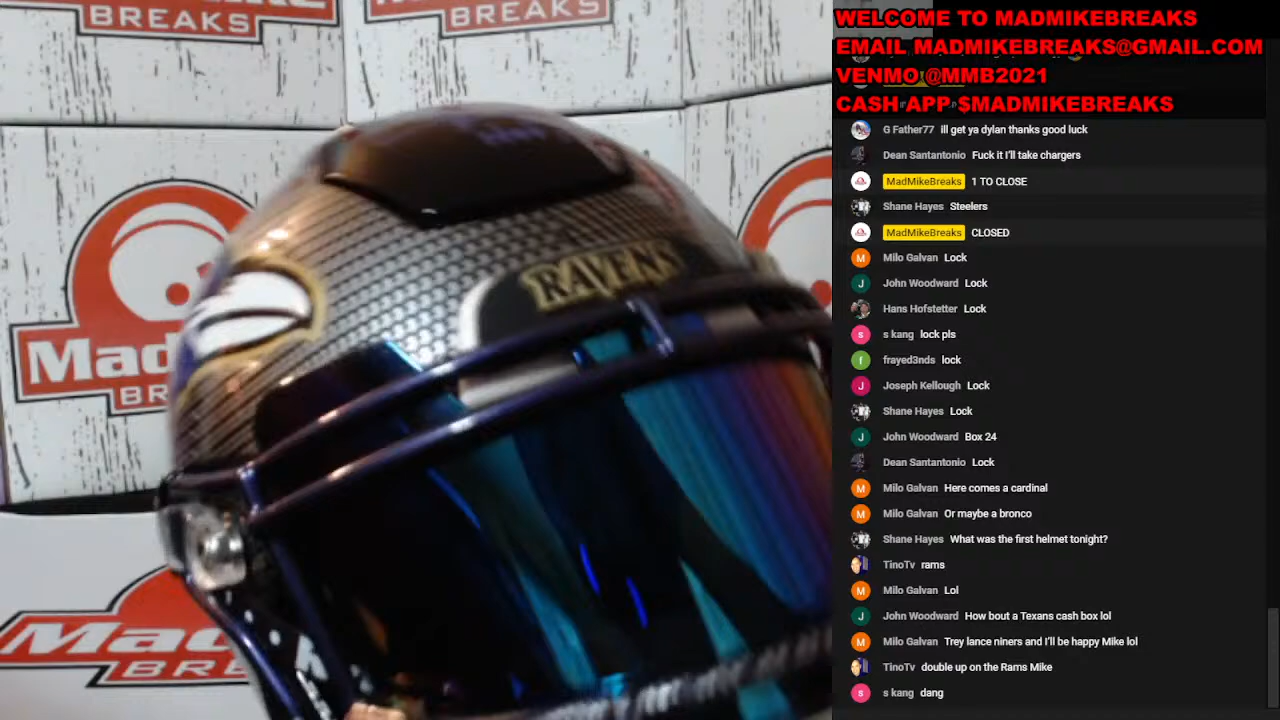 BREAKS
BREAKS
RAVENS
Mad
BRE
Mad
BRE
WELCOME TO MADMIKEBREAKS
EMAIL MADMIKEBREAKS@GMAIL.COM
VENMO @MMB2021
CASH APP $MADMIKEBREAKS
G Father77 ill get ya dylan thanks good luck
Dean Santantonio Fuck it I'll take chargers
MadMikeBreaks 1 TO CLOSE
Shane Hayes Steelers
MadMikeBreaks CLOSED
M Milo Galvan Lock
J John Woodward Lock
Hans Hofstetter Lock
s s kang lock pls
f frayed3nds lock
J Joseph Kellough Lock
Shane Hayes Lock
J John Woodward Box 24
Dean Santantonio Lock
M Milo Galvan Here comes a cardinal
M Milo Galvan Or maybe a bronco
Shane Hayes What was the first helmet tonight?
TinoTv rams
M Milo Galvan Lol
J John Woodward How bout a Texans cash box lol
M Milo Galvan Trey lance niners and I'll be happy Mike lol
TinoTv double up on the Rams Mike
s s kang dang